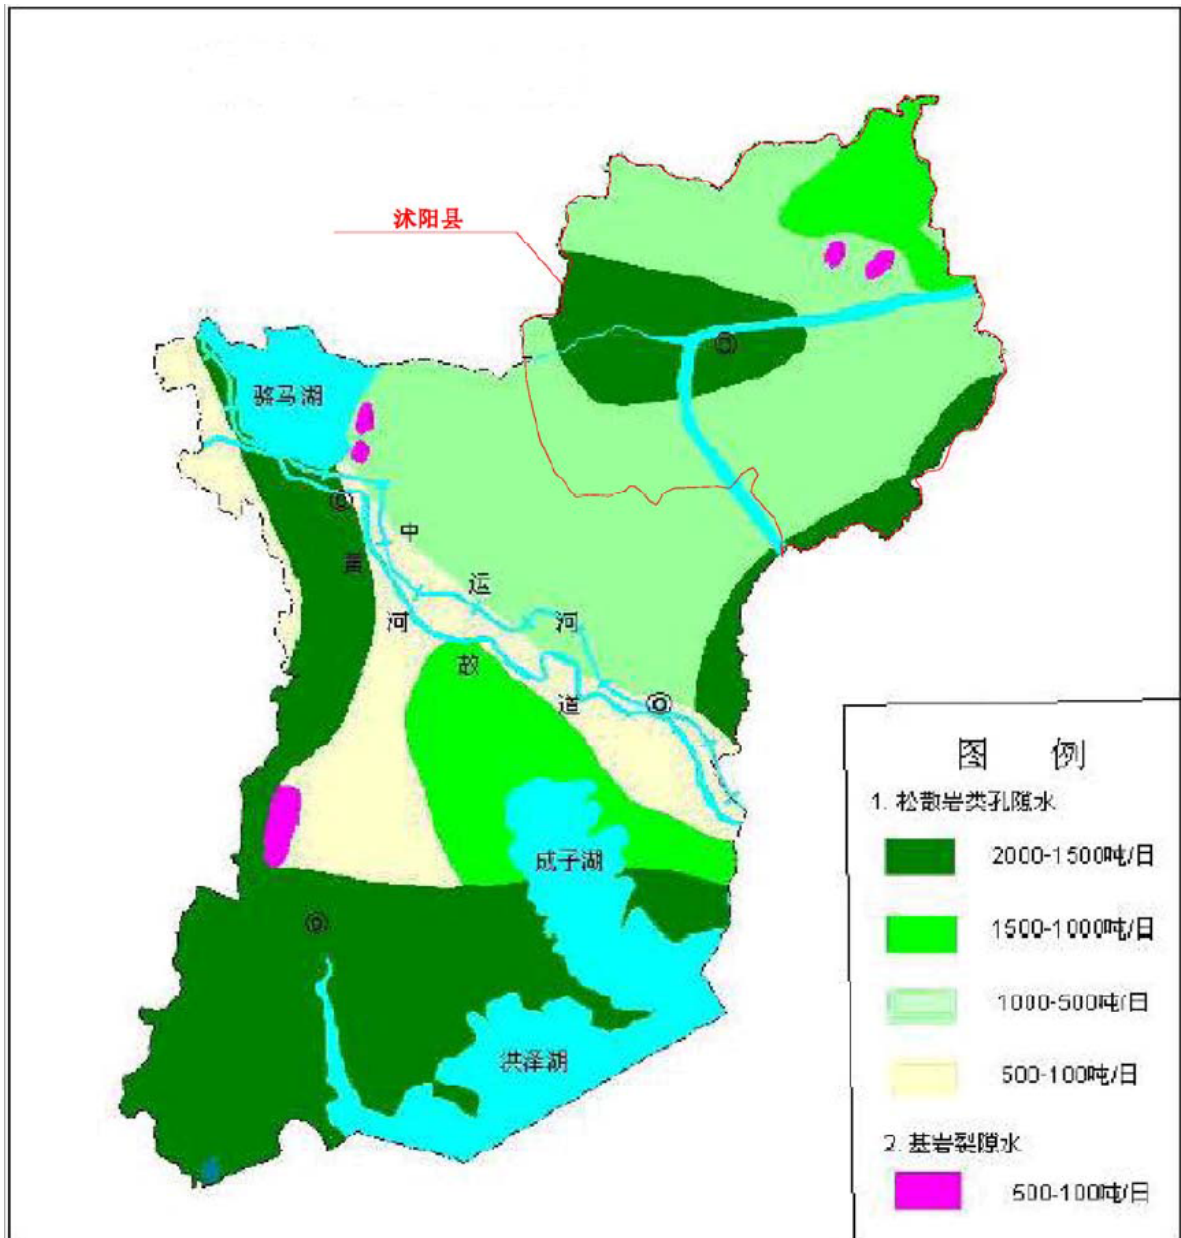 沭阳县
骆马湖
中
运
河
黄
河
故
道
成子湖
洪泽湖
图 例
1. 松散岩类孔隙水
2000-1500吨/日
1500-1000吨/日
1000-500吨/日
500-100吨/日
2. 基岩裂隙水
500-100吨/日